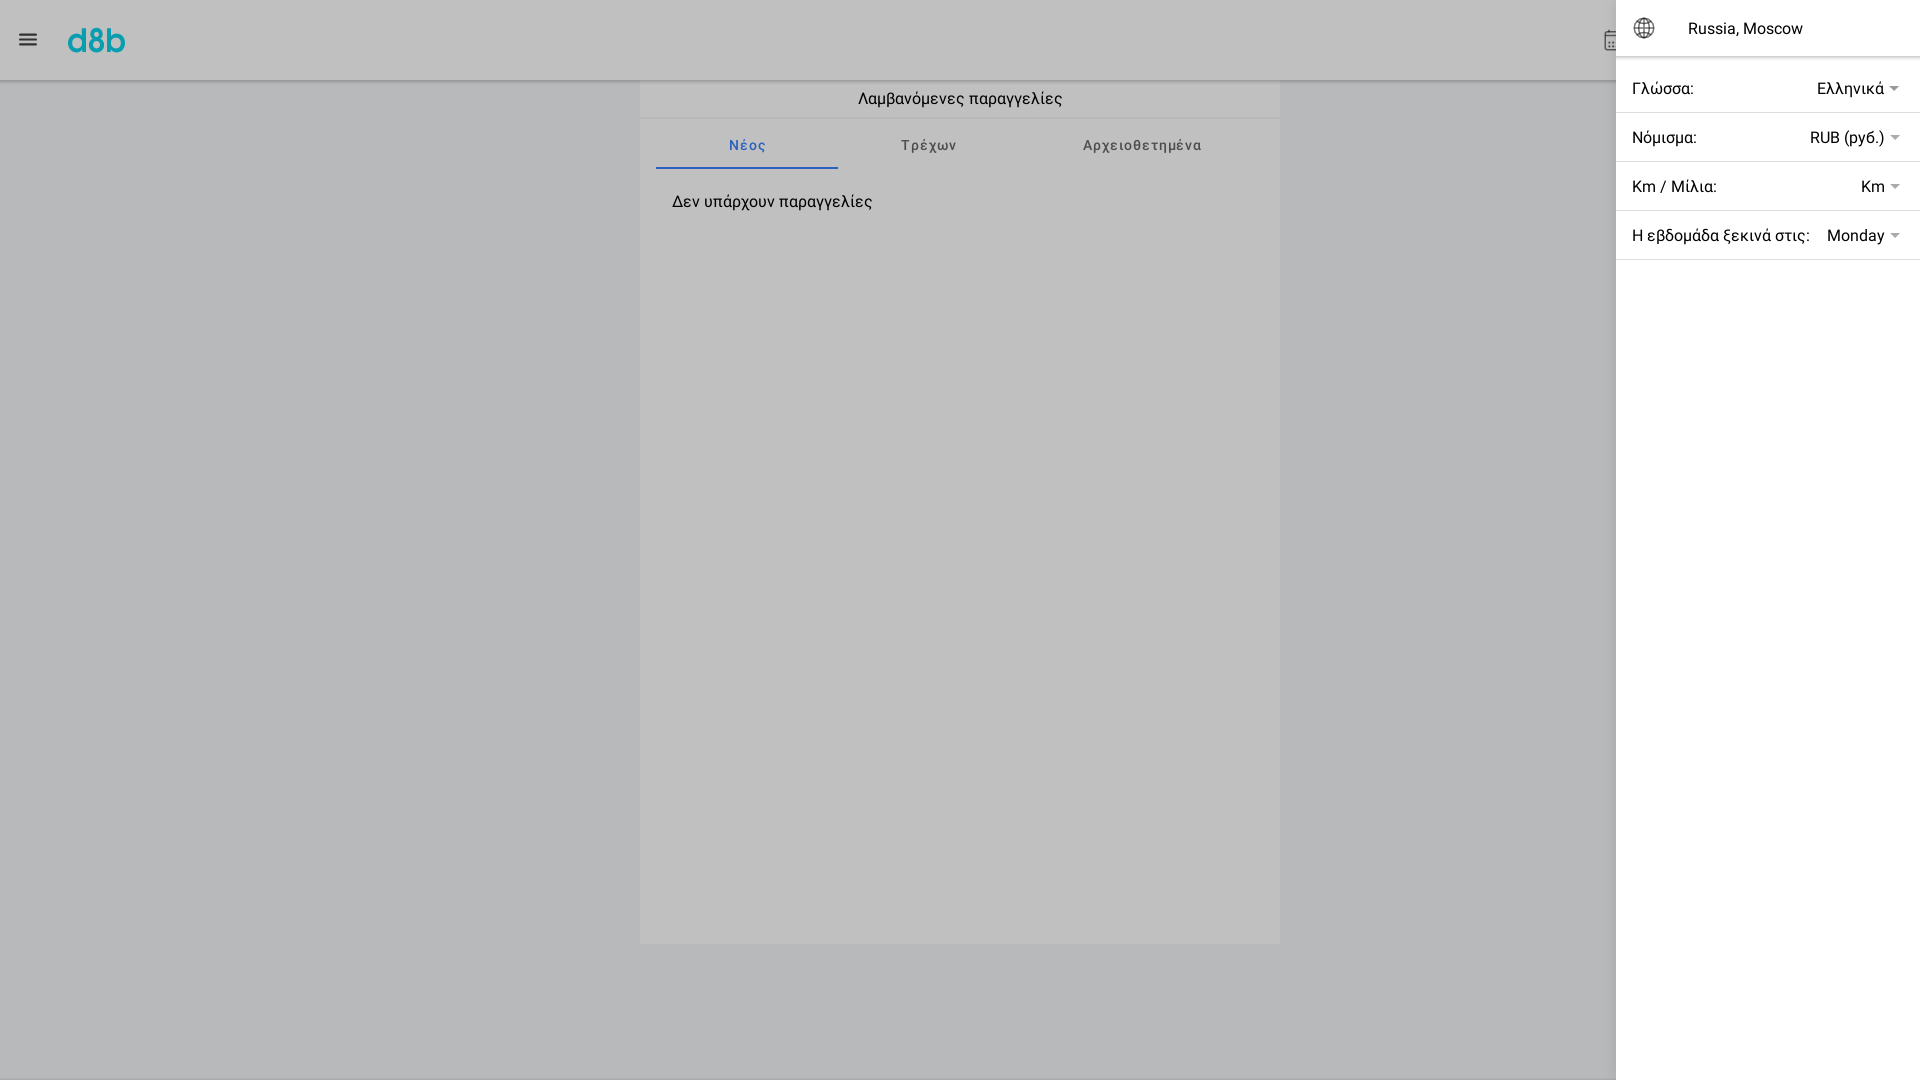 d8b
Russia, Moscow
Λαμβανόμενες παραγγελίες
Νέος
Τρέχων
Αρχειοθετημένα
Δεν υπάρχουν παραγγελίες
Γλώσσα: Ελληνικά
Νόμισμα: RUB (руб.)
Km / Μίλια: Km
Η εβδομάδα ξεκινά στις: Monday